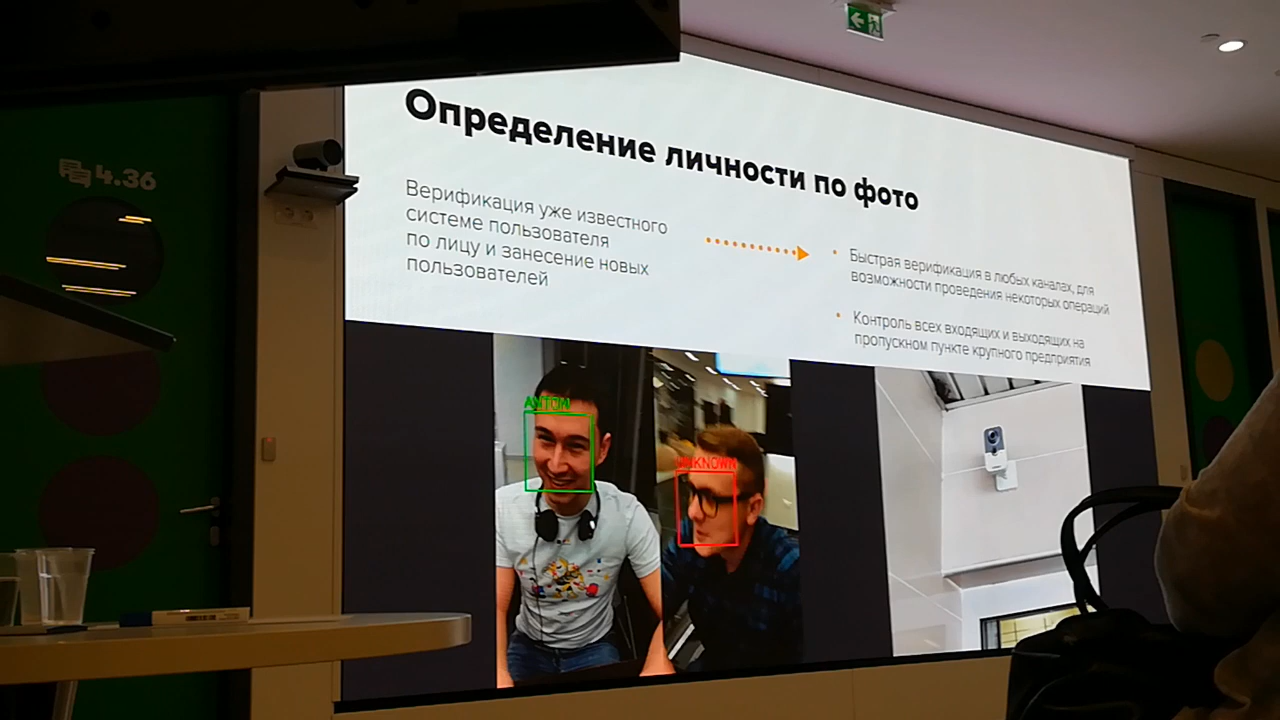 4.36
Определение личности по фото
Верификация уже известного
системе пользователя
по лицу и занесение новых
пользователей
Быстрая верификация в любых каналах, для
возможности проведения некоторых операций
Контроль всех входящих и выходящих на
пропускном пункте крупного предприятия
ANTON
UNKNOWN